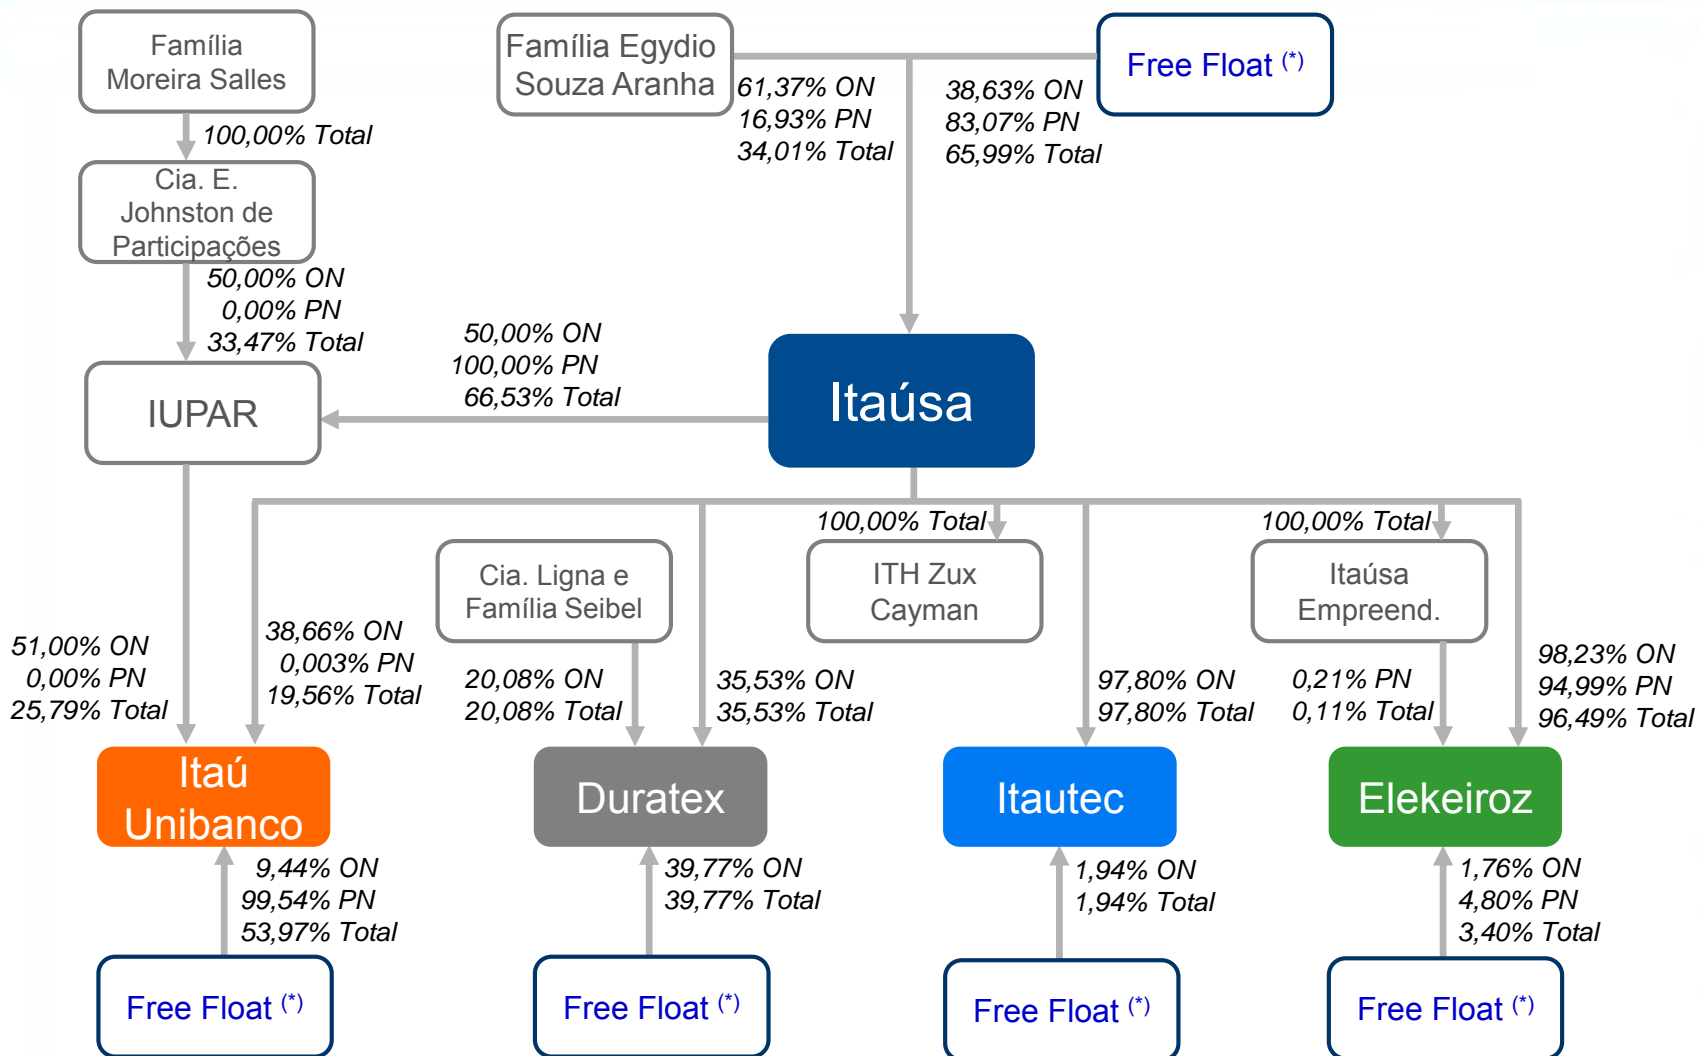 Família
Moreira Salles
Família Egydio
Souza Aranha
Free Float (*)
61,37% ON
16,93% PN
34,01% Total
38,63% ON
83,07% PN
65,99% Total
100,00% Total
Cia. E.
Johnston de
Participações
50,00% ON
0,00% PN
33,47% Total
50,00% ON
100,00% PN
66,53% Total
IUPAR
Itaúsa
100,00% Total
100,00% Total
Cia. Ligna e
Família Seibel
ITH Zux
Cayman
Itaúsa
Empreend.
51,00% ON
0,00% PN
25,79% Total
38,66% ON
0,003% PN
19,56% Total
20,08% ON
20,08% Total
35,53% ON
35,53% Total
97,80% ON
97,80% Total
0,21% PN
0,11% Total
98,23% ON
94,99% PN
96,49% Total
Itaú
Unibanco
Duratex
Itautec
Elekeiroz
9,44% ON
99,54% PN
53,97% Total
39,77% ON
39,77% Total
1,94% ON
1,94% Total
1,76% ON
4,80% PN
3,40% Total
Free Float (*)
Free Float (*)
Free Float (*)
Free Float (*)